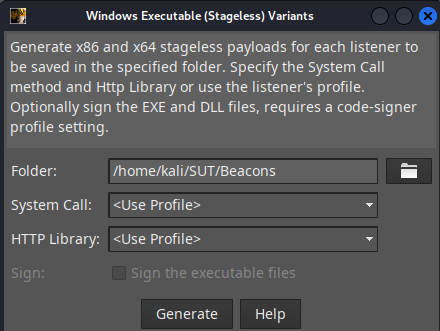 Windows Executable (Stageless) Variants
Generate x86 and x64 stageless payloads for each listener to
be saved in the specified folder. Specify the System Call
method and Http Library or use the listener's profile.
Optionally sign the EXE and DLL files, requires a code-signer
profile setting.
Folder: /home/kali/SUT/Beacons
System Call: <Use Profile>
HTTP Library: <Use Profile>
Sign: Sign the executable files
Generate Help